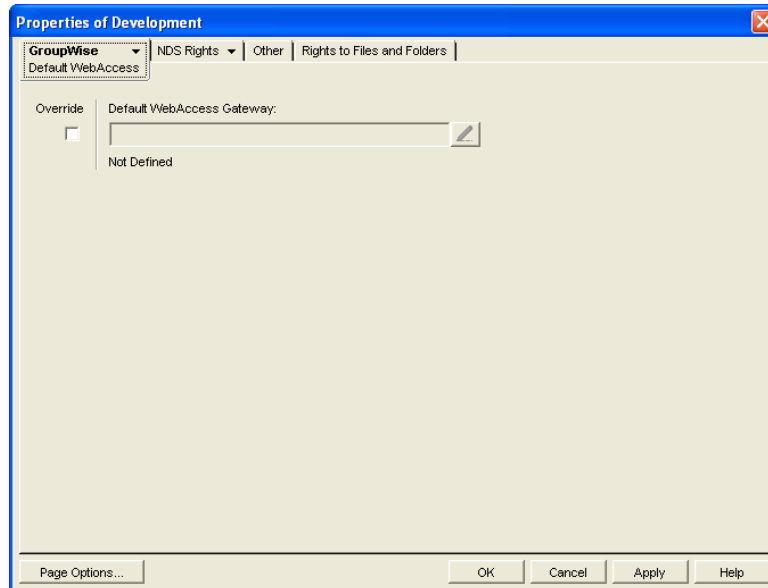 Properties of Development
GroupWise NDS Rights Other Rights to Files and Folders
Default WebAccess
Override Default WebAccess Gateway:
Not Defined
Page Options... OK Cancel Apply Help